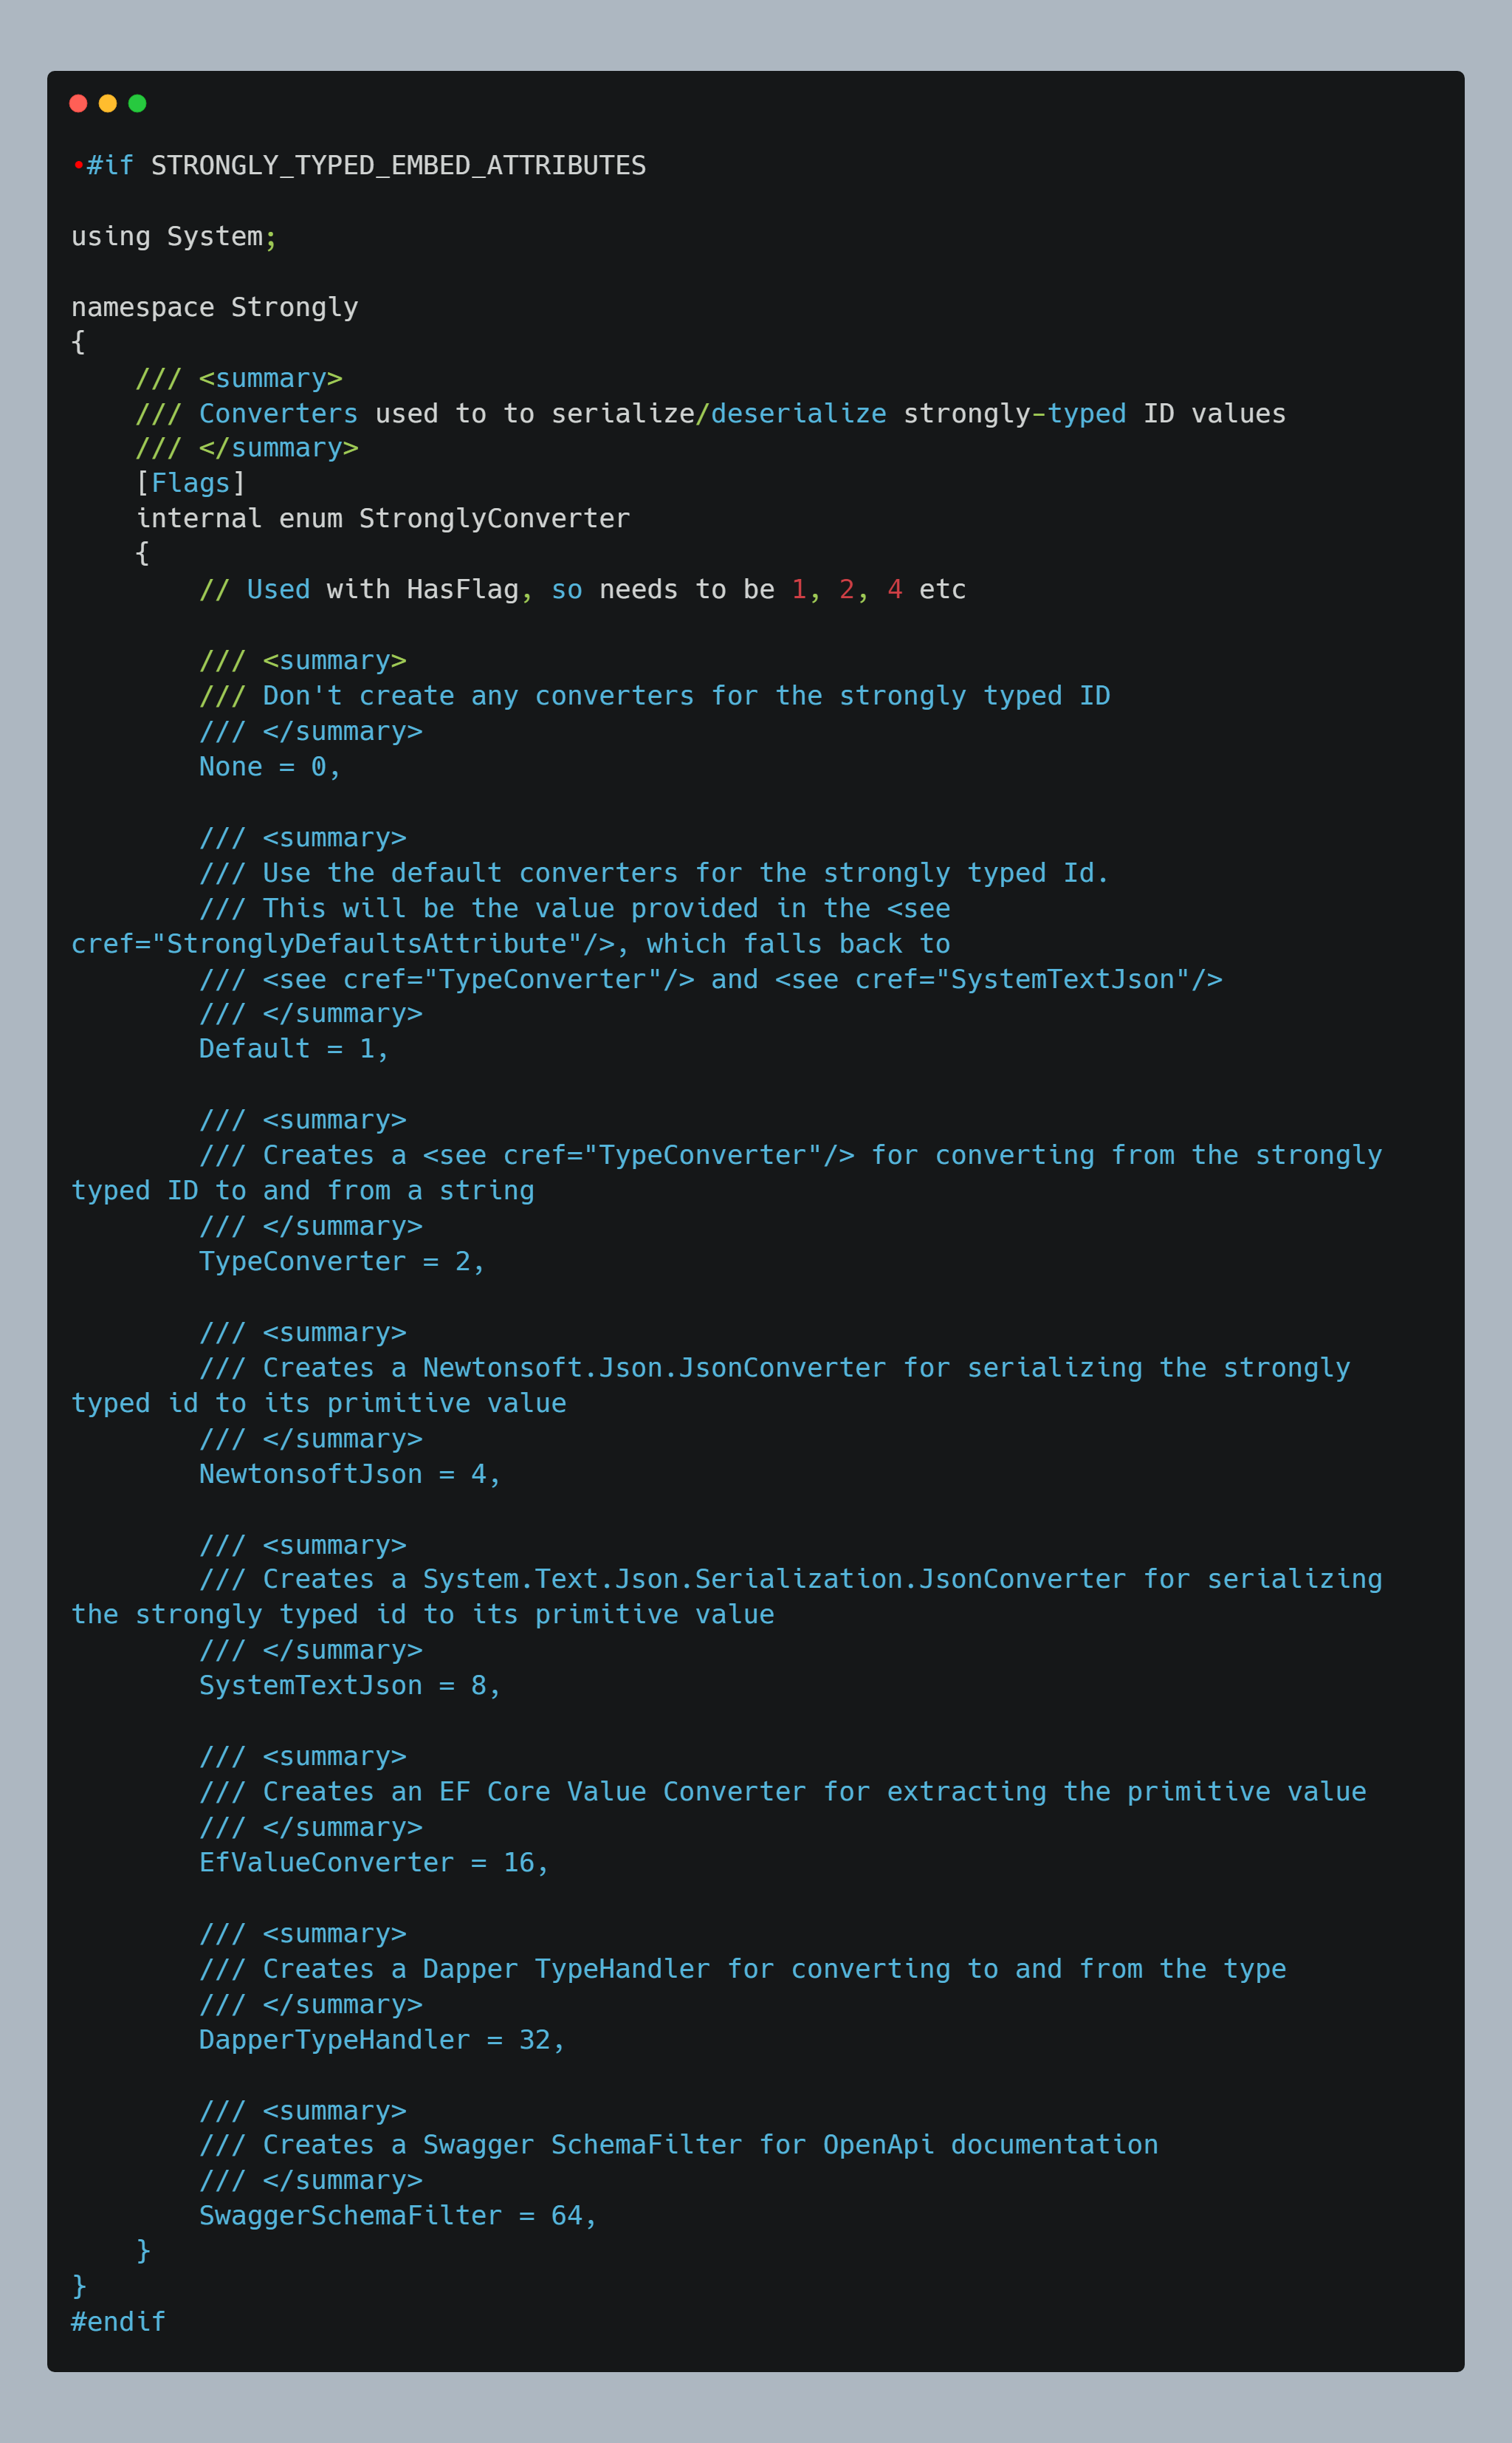 •#if STRONGLY_TYPED_EMBED_ATTRIBUTES

using System;

namespace Strongly
{
    /// <summary>
    /// Converters used to to serialize/deserialize strongly-typed ID values
    /// </summary>
    [Flags]
    internal enum StronglyConverter
    {
        // Used with HasFlag, so needs to be 1, 2, 4 etc

        /// <summary>
        /// Don't create any converters for the strongly typed ID
        /// </summary>
        None = 0,

        /// <summary>
        /// Use the default converters for the strongly typed Id.
        /// This will be the value provided in the <see
cref="StronglyDefaultsAttribute"/>, which falls back to
        /// <see cref="TypeConverter"/> and <see cref="SystemTextJson"/>
        /// </summary>
        Default = 1,

        /// <summary>
        /// Creates a <see cref="TypeConverter"/> for converting from the strongly
typed ID to and from a string
        /// </summary>
        TypeConverter = 2,

        /// <summary>
        /// Creates a Newtonsoft.Json.JsonConverter for serializing the strongly
typed id to its primitive value
        /// </summary>
        NewtonsoftJson = 4,

        /// <summary>
        /// Creates a System.Text.Json.Serialization.JsonConverter for serializing
the strongly typed id to its primitive value
        /// </summary>
        SystemTextJson = 8,

        /// <summary>
        /// Creates an EF Core Value Converter for extracting the primitive value
        /// </summary>
        EfValueConverter = 16,

        /// <summary>
        /// Creates a Dapper TypeHandler for converting to and from the type
        /// </summary>
        DapperTypeHandler = 32,

        /// <summary>
        /// Creates a Swagger SchemaFilter for OpenApi documentation
        /// </summary>
        SwaggerSchemaFilter = 64,
    }
}
#endif